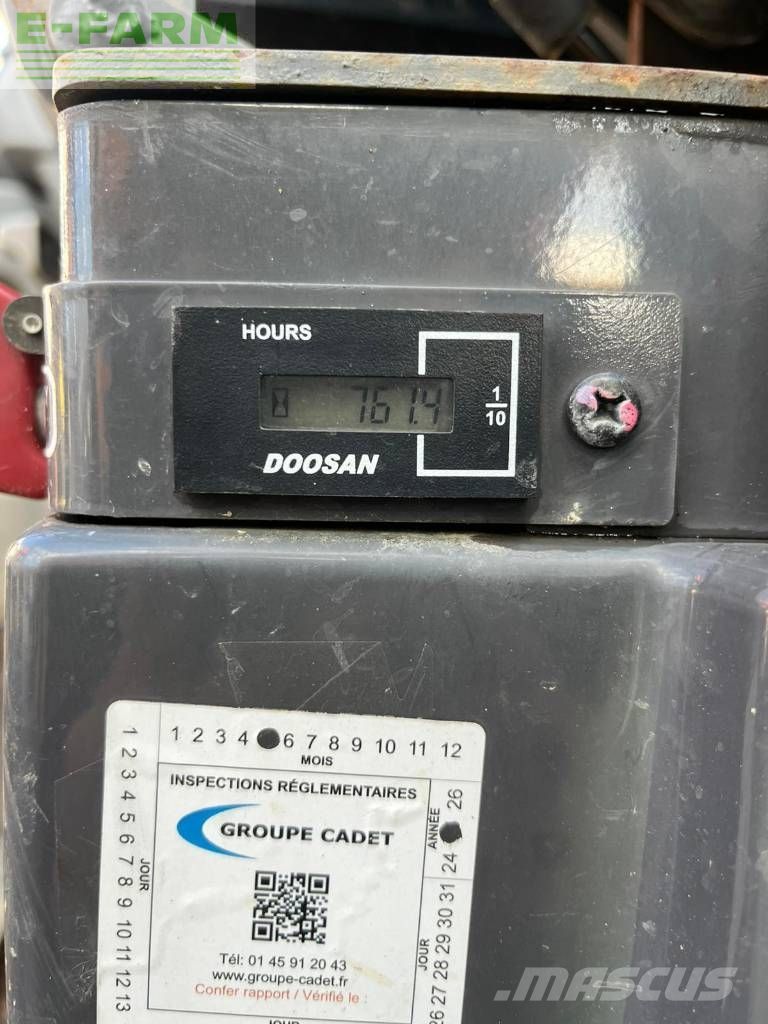 E-FARM
HOURS
761.4
1
10
DOOSAN
1 2 3 4 6 7 8 9 10 11 12
MOIS
1 2 3 4 5 6 7 8 9 10 11 12 13
JOUR
INSPECTIONS RÉGLEMENTAIRES
GROUPE CADET
Tél: 01 45 91 20 43
www.groupe-cadet.fr
Confer rapport / Vérifié le :
JOUR
24 26
ANNÉE
26 27 28 29 30 31
JOUR
MASCUS